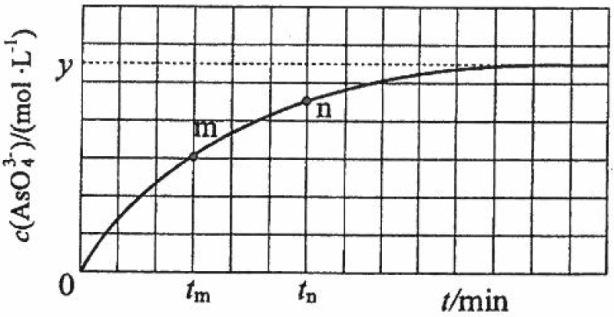 c(AsO₄³⁻)/(mol·L⁻¹)
y
m
n
0
tₘ
tₙ
t/min